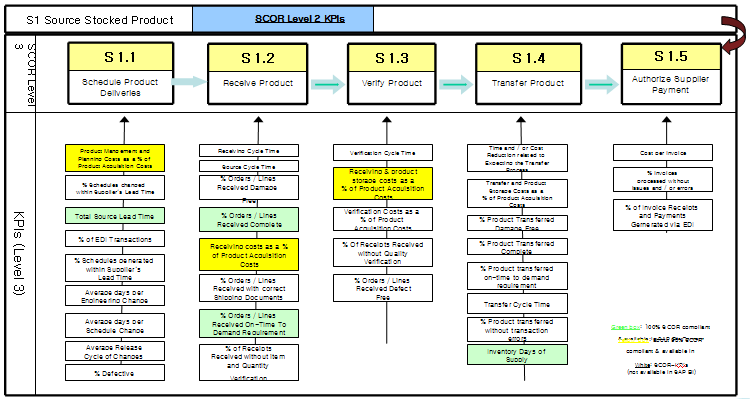 S1 Source Stocked Product
SCOR Level 2 KPIs
SCOR Level
3
S 1.1
Schedule Product
Deliveries
S 1.2
Receive Product
S 1.3
Verify Product
S 1.4
Transfer Product
S 1.5
Authorize Supplier
Payment
KPIs (Level 3)
Product Management and
Planning Costs as a % of
Product Acquisition Costs
% Schedules changed
within Supplier's Lead Time
Total Source Lead Time
% of EDI Transactions
% Schedules generated
within Supplier's
Lead Time
Average days per
Engineering Change
Average days per
Schedule Change
Average Release
Cycle of Changes
% Defective
Receiving Cycle Time
Source Cycle Time
% Orders / Lines
Received Damage
Free
% Orders / Lines
Received Complete
Receiving costs as a %
of Product Acquisition
Costs
% Orders / Lines
Received with correct
Shipping Documents
% Orders / Lines
Received On-Time To
Demand Requirement
% of Receipts
Received without Item
and Quantity
Verification
Verification Cycle Time
Receiving & product
storage costs as a
% of Product Acquisition
Costs
Verification Costs as a
% of Product
Acquisition Costs
% Of Receipts Received
without Quality
Verification
% Orders / Lines
Received Defect
Free
Time and / or Cost
Reduction related to
Expediting the Transfer
Process
Transfer and Product
Storage Costs as a
% of Product Acquisition
Costs
% Product Transferred
Damage Free
% Product Transferred
Complete
% Product transferred
on-time to demand
requirement
Transfer Cycle Time
% Product transferred
without transaction
errors
Inventory Days of
Supply
Cost per Invoice
% Invoices
processed without
issues and / or errors
% of Invoice Receipts
and Payments
Generated via EDI
Green box: 100% SCOR compliant
compliant & available in
White: SCOR-KPIs
(not available in SAP BI)